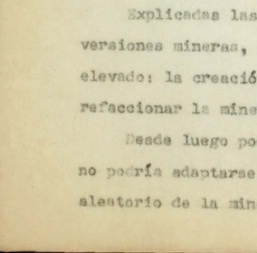 Explicadas las
versiones mineras,
elevado: la creació
refaccionar la mine
Desde luego po
no podría adaptarse
aleatorio de la min